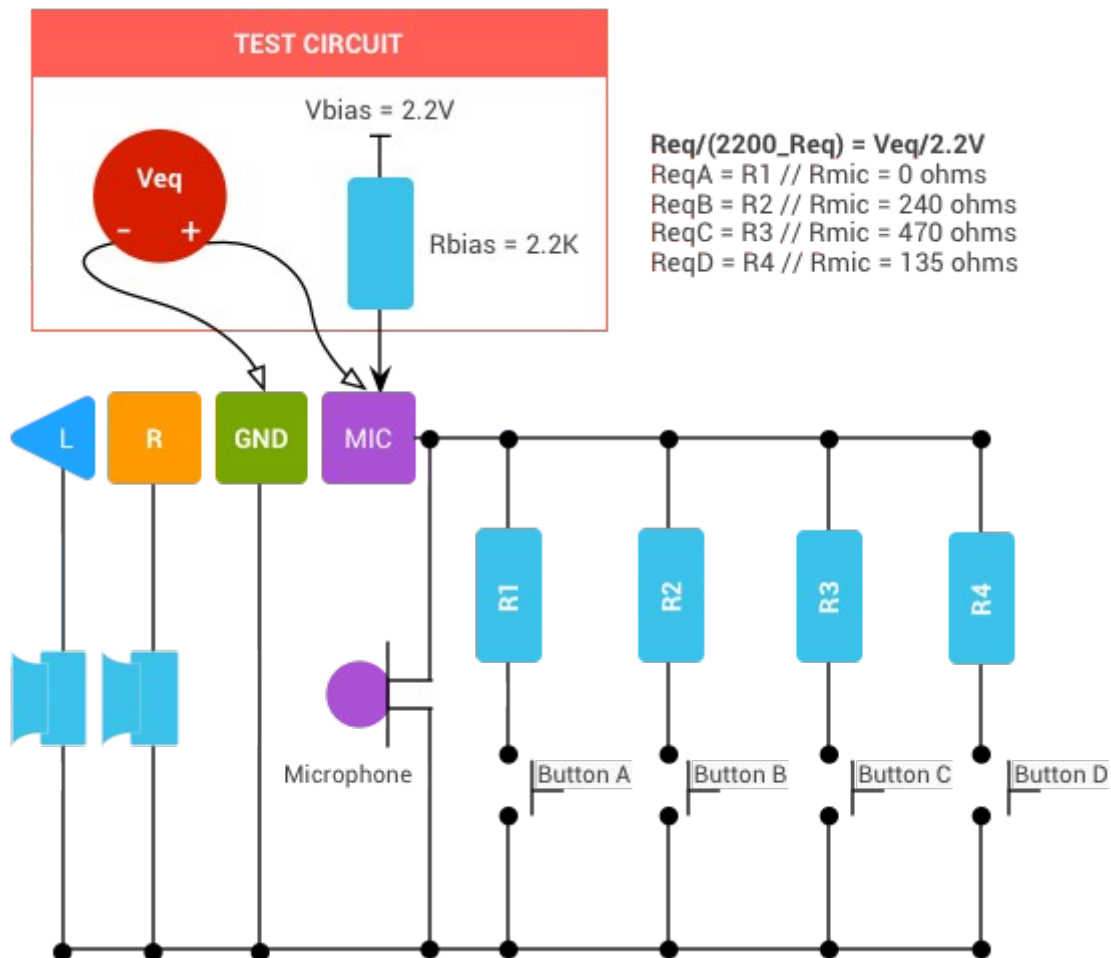 TEST CIRCUIT
Vbias = 2.2V
Veq
- +
Rbias = 2.2K
Req/(2200_Req) = Veq/2.2V
ReqA = R1 // Rmic = 0 ohms
ReqB = R2 // Rmic = 240 ohms
ReqC = R3 // Rmic = 470 ohms
ReqD = R4 // Rmic = 135 ohms
L R GND MIC
R1 R2 R3 R4
Microphone
Button A Button B Button C Button D